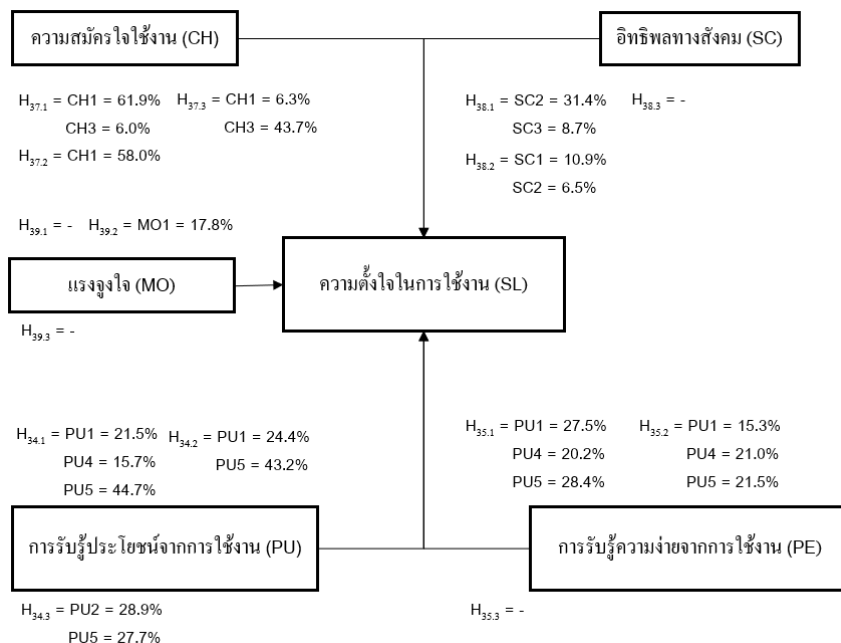 ความสมัครใจใช้งาน (CH)
อิทธิพลทางสังคม (SC)
H37.1 = CH1 = 61.9% H37.3 = CH1 = 6.3%
CH3 = 6.0% CH3 = 43.7%
H37.2 = CH1 = 58.0%
H38.1 = SC2 = 31.4% H38.3 = -
SC3 = 8.7%
H38.2 = SC1 = 10.9%
SC2 = 6.5%
H39.1 = - H39.2 = MO1 = 17.8%
แรงจูงใจ (MO)
ความตั้งใจในการใช้งาน (SL)
H39.3 = -
H34.1 = PU1 = 21.5% H34.2 = PU1 = 24.4%
PU4 = 15.7% PU5 = 43.2%
PU5 = 44.7%
H35.1 = PU1 = 27.5% H35.2 = PU1 = 15.3%
PU4 = 20.2% PU4 = 21.0%
PU5 = 28.4% PU5 = 21.5%
การรับรู้ประโยชน์จากการใช้งาน (PU)
การรับรู้ความง่ายจากการใช้งาน (PE)
H34.3 = PU2 = 28.9%
PU5 = 27.7%
H35.3 = -